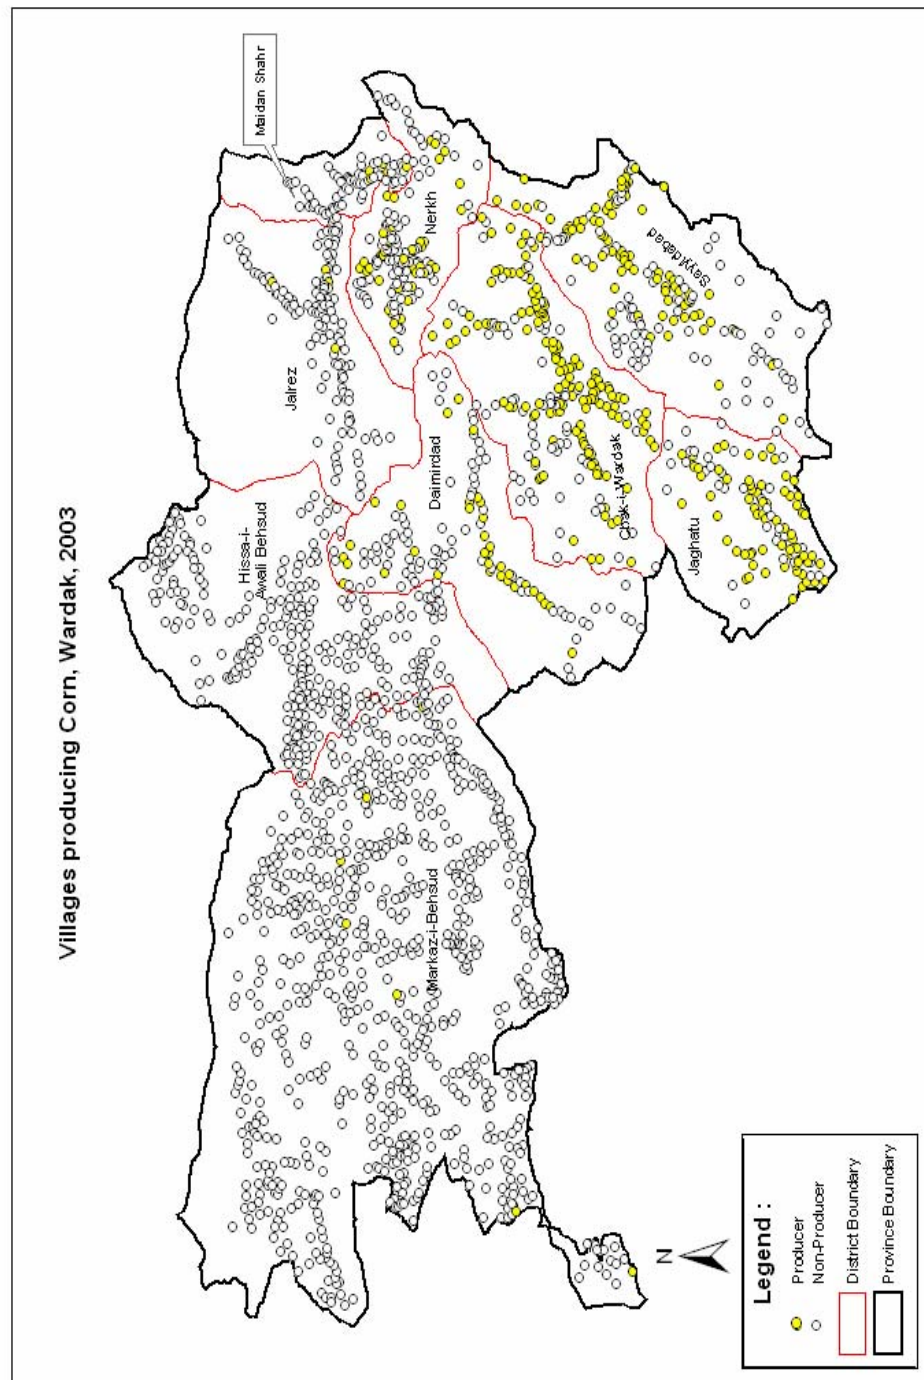 Villages producing Corn, Wardak, 2003
Maidan Shahr
Jalrez
Nerkh
Hissa-i-
Awali Behsud
Daimirdad
Sayyidabad
Chak-i-Wardak
Jaghatu
Markaz-i-Behsud
N
Legend :
Producer
Non-Producer
District Boundary
Province Boundary